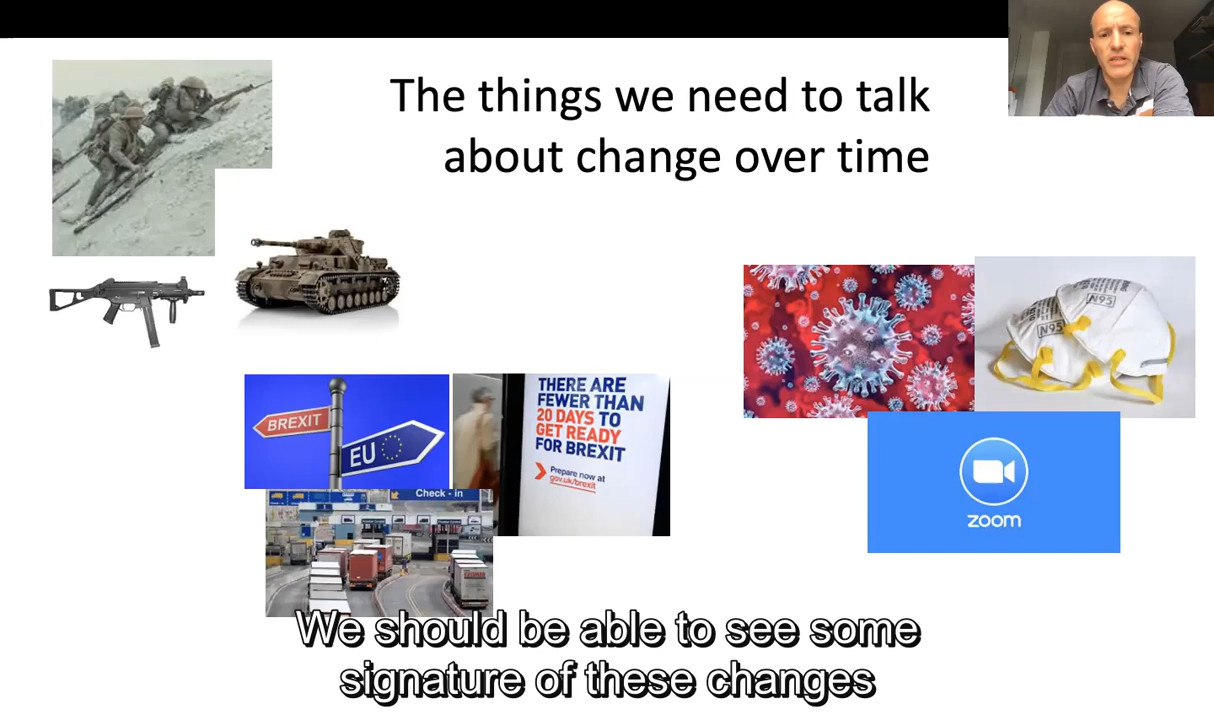 The things we need to talk
about change over time
N95
N95
BREXIT
EU
THERE ARE
FEWER THAN
20 DAYS TO
GET READY
FOR BREXIT
Prepare now at
gov.uk/brexit
Check - in
zoom
We should be able to see some
signature of these changes